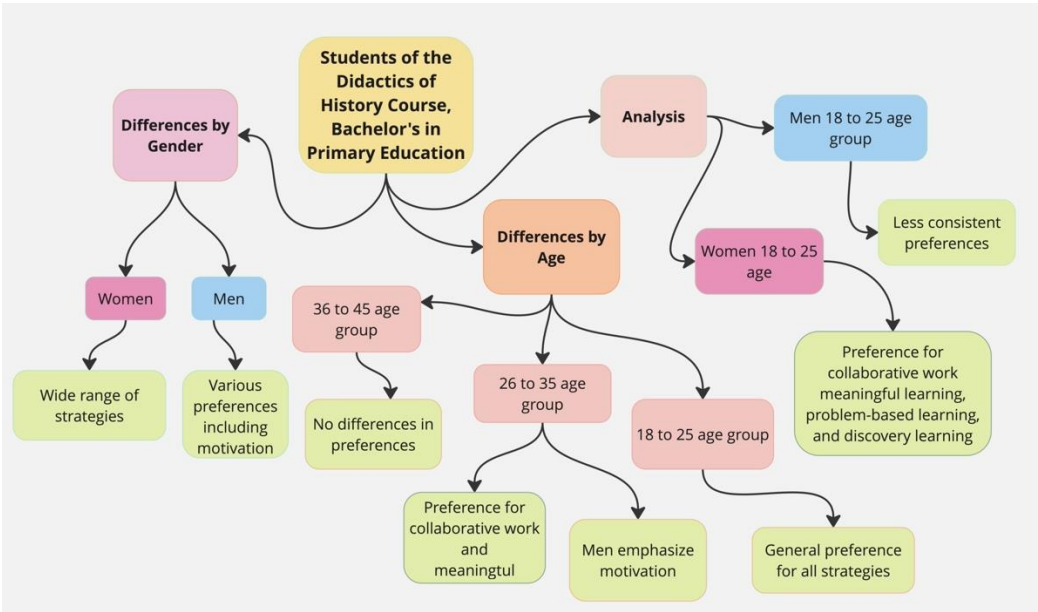 Students of the
Didactics of
History Course,
Bachelor's in
Primary Education
Differences by
Gender
Women
Men
Wide range of
strategies
Various
preferences
including
motivation
Differences by
Age
36 to 45 age
group
No differences in
preferences
26 to 35 age
group
Preference for
collaborative work
and
meaningtul
Men emphasize
motivation
18 to 25 age group
General preference
for all strategies
Analysis
Men 18 to 25 age
group
Less consistent
preferences
Women 18 to 25
age
Preference for
collaborative work
meaningful learning,
problem-based learning,
and discovery learning